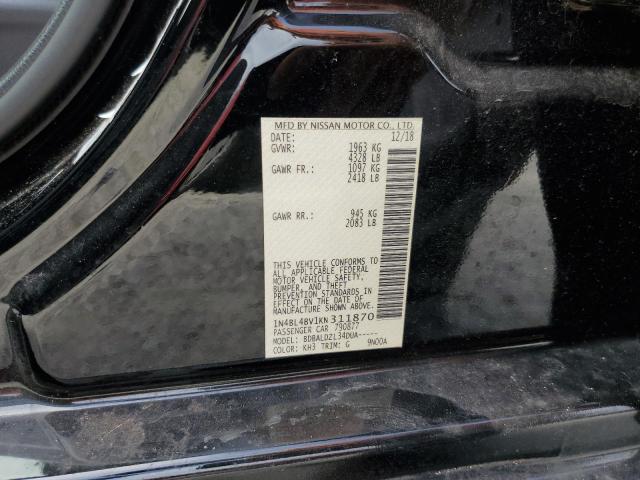 MFD BY NISSAN MOTOR CO., LTD.
DATE: 12/18
GVWR: 1963 KG
4328 LB
GAWR FR.: 1097 KG
2418 LB
GAWR RR.: 945 KG
2083 LB
THIS VEHICLE CONFORMS TO
ALL APPLICABLE FEDERAL
MOTOR VEHICLE SAFETY,
BUMPER, AND THEFT
PREVENTION STANDARDS IN
EFFECT ON THE DATE OF
MANUFACTURE SHOWN ABOVE.
1N4BL4BV1KN311870
PASSENGER CAR 790877
MODEL: BDBALDZL34DUA-----
COLOR: KH3 TRIM: G 9N00A